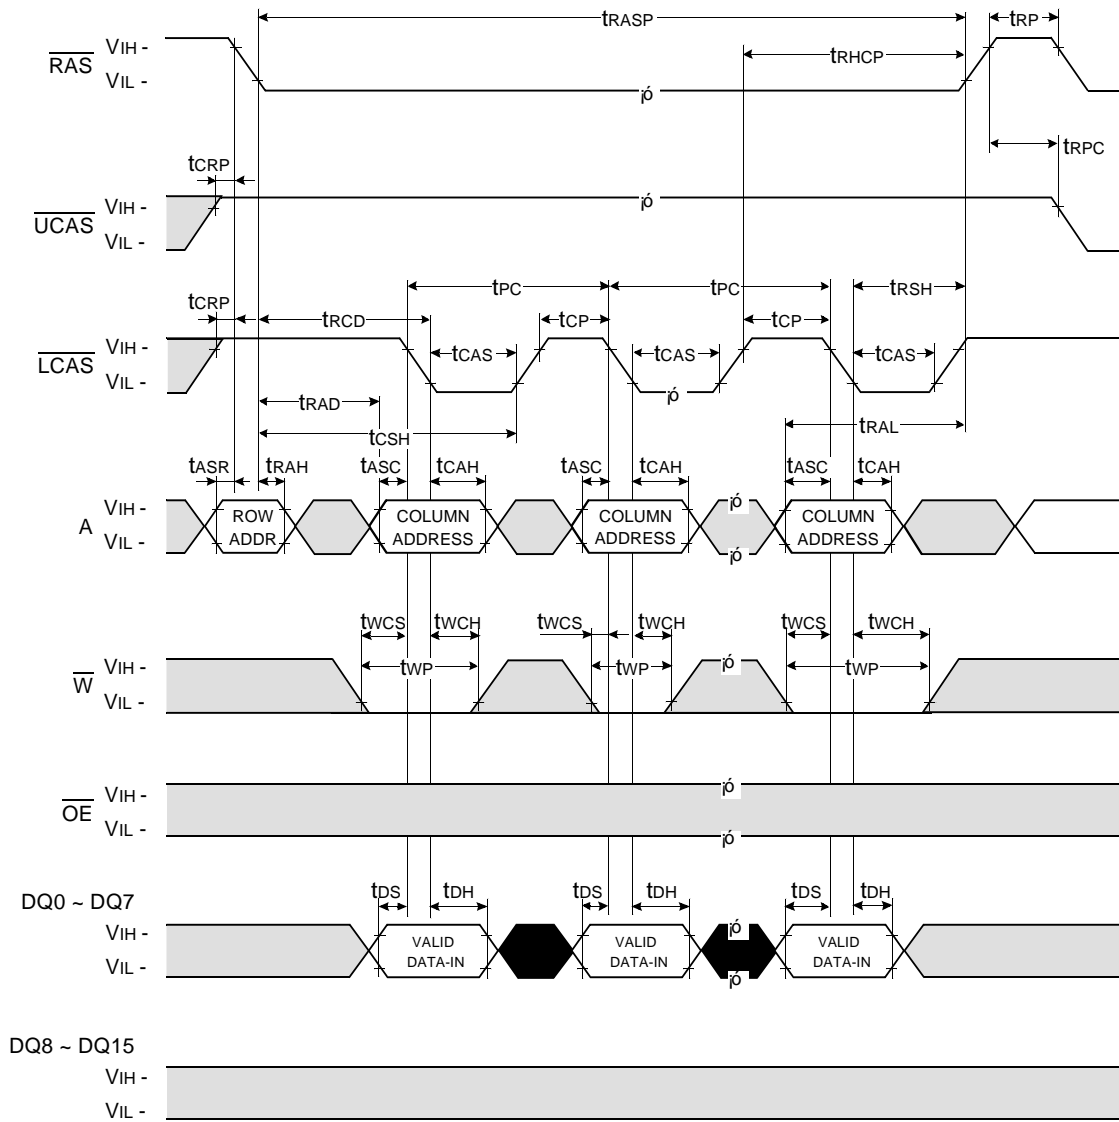 tRASP tRP
RAS VIH -
VIL -
tRHCP
¡ó
tCRP tRPC
UCAS VIH -
VIL -
¡ó
tPC tPC tRSH
tCRP tRCD tCP tCP
LCAS VIH -
VIL -
tCAS tCAS tCAS
¡ó
tRAD
tCSH tRAL
tASR tRAH tASC tCAH tASC tCAH tASC tCAH
A VIH -
VIL -
ROW
ADDR
COLUMN
ADDRESS
COLUMN
ADDRESS
¡ó
¡ó
COLUMN
ADDRESS
tWCS tWCH tWCS tWCH tWCS tWCH
tWP tWP tWP
W VIH -
VIL -
¡ó
OE VIH -
VIL -
¡ó
¡ó
DQ0 ~ DQ7
tDS tDH tDS tDH tDS tDH
VIH -
VIL -
VALID
DATA-IN
VALID
DATA-IN
¡ó
¡ó
VALID
DATA-IN
DQ8 ~ DQ15
VIH -
VIL -